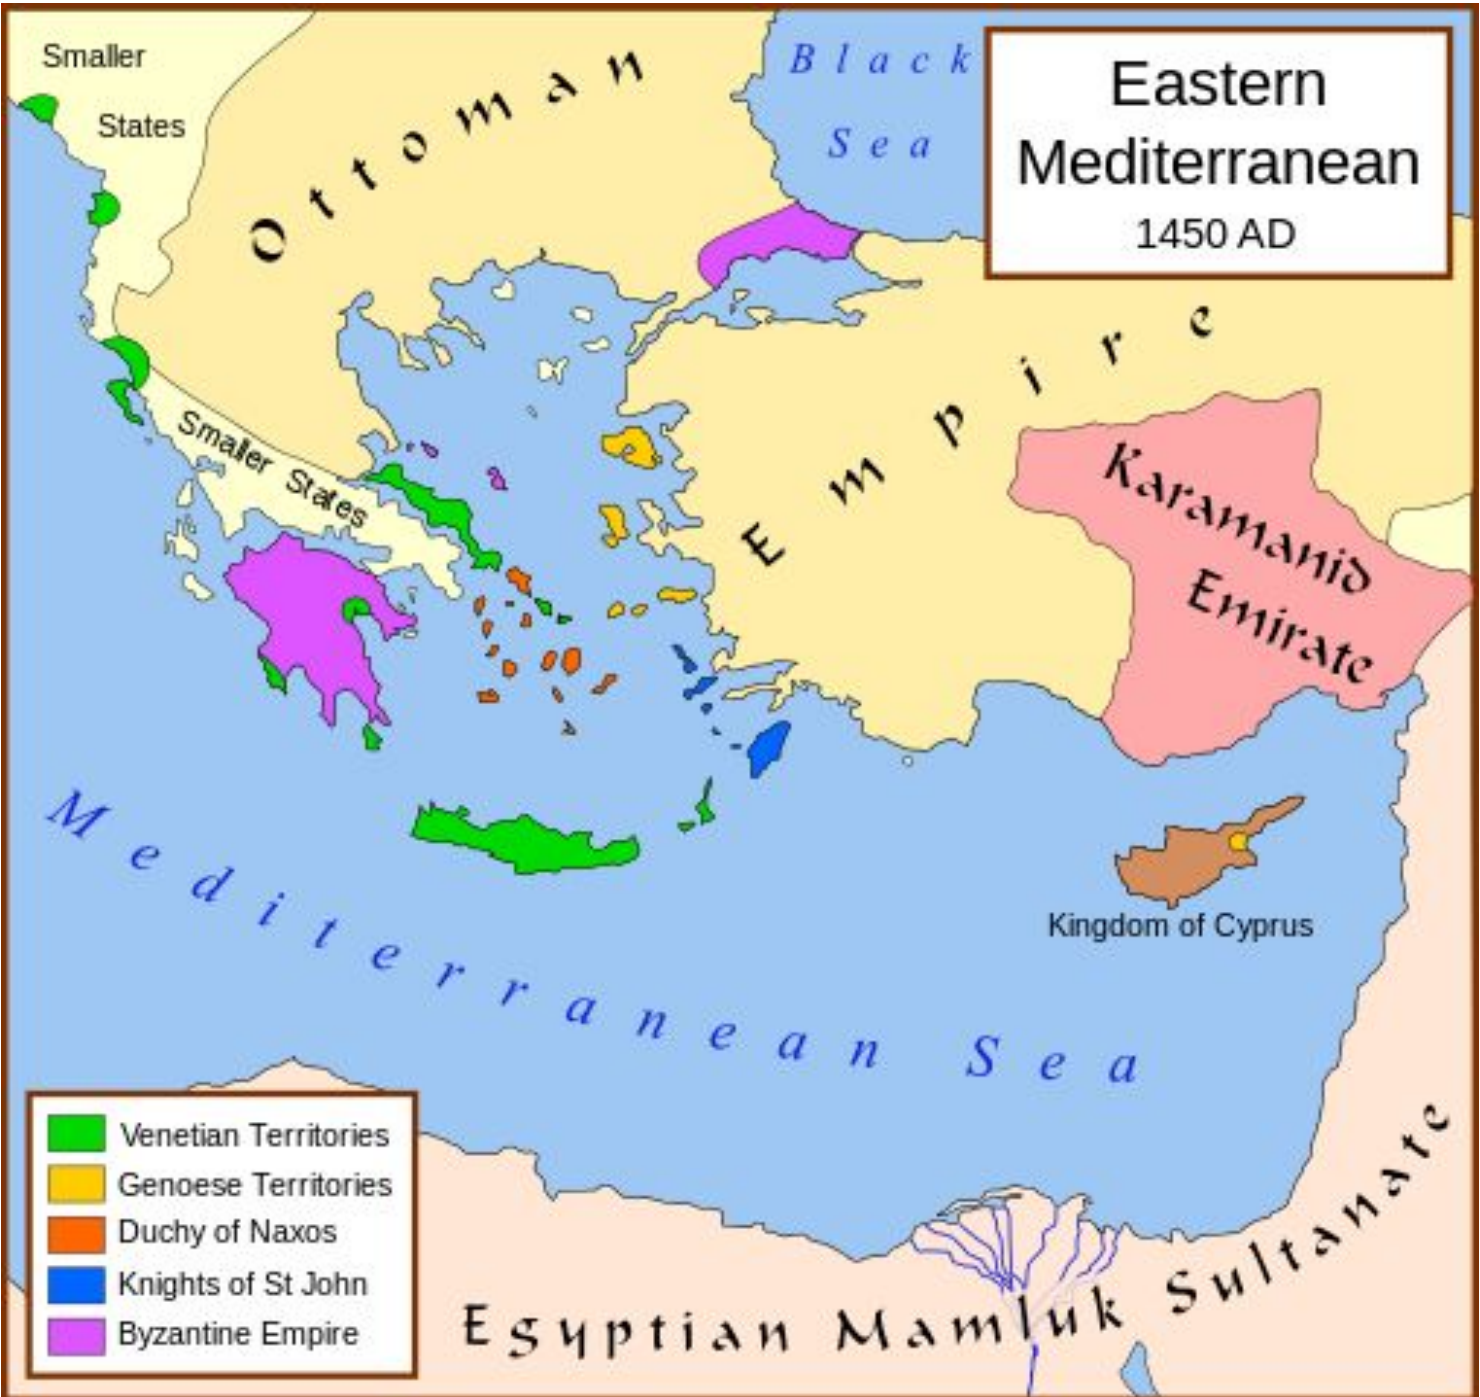 Smaller
States
Ottoman
Black
Sea
Eastern
Mediterranean
1450 AD
Empire
Smaller States
Karamanid
Emirate
Mediterranean Sea
Kingdom of Cyprus
Venetian Territories
Genoese Territories
Duchy of Naxos
Knights of St John
Byzantine Empire
Egyptian Mamluk Sultanate